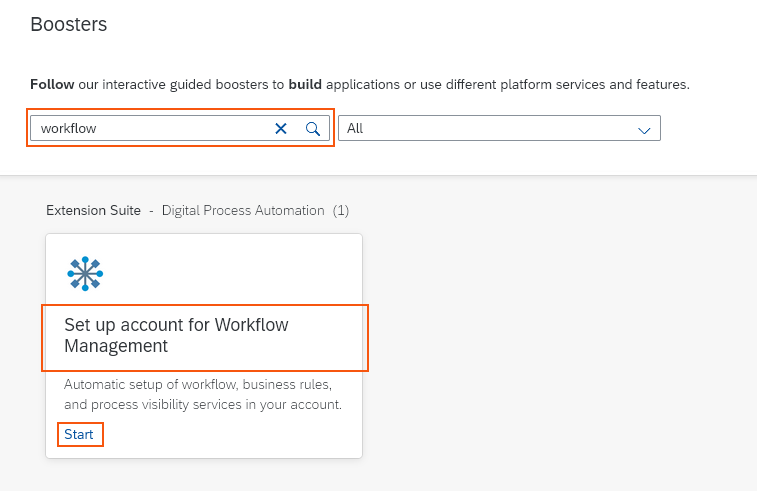 Boosters
Follow our interactive guided boosters to build applications or use different platform services and features.
workflow
All
Extension Suite - Digital Process Automation (1)
Set up account for Workflow
Management
Automatic setup of workflow, business rules,
and process visibility services in your account.
Start